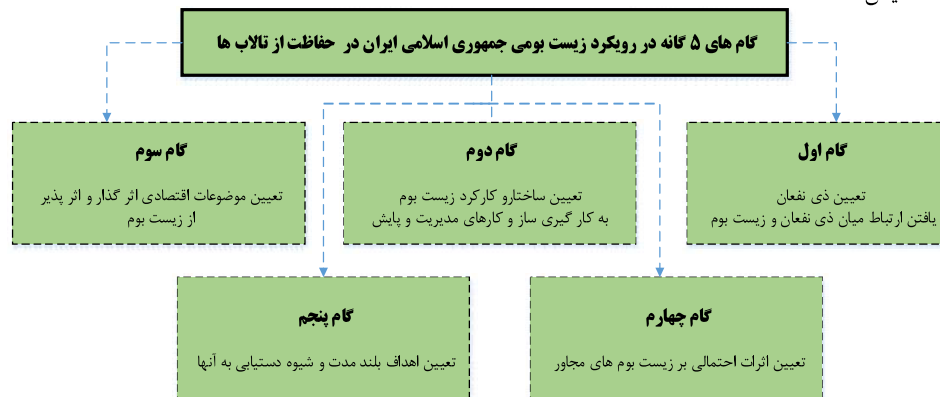 گام های ۵ گانه در رویکرد زیست بومی جمهوری اسلامی ایران در حفاظت از تالاب ها
گام اول
تعیین ذی نفعان
یافتن ارتباط میان ذی نفعان و زیست بوم
گام دوم
تعیین ساختارو کارکرد زیست بوم
به کار گیری ساز و کارهای مدیریت و پایش
گام سوم
تعیین موضوعات اقتصادی اثر گذار و اثر پذیر
از زیست بوم
گام چهارم
تعیین اثرات احتمالی بر زیست بوم های مجاور
گام پنجم
تعیین اهداف بلند مدت و شیوه دستیابی به آنها